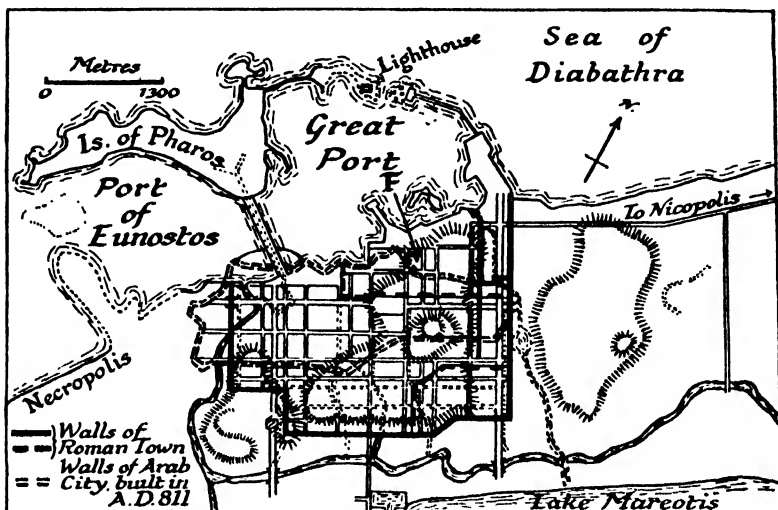 Metres
0 1300
Lighthouse
Sea of
Diabathra
N.
Is. of Pharos
Great
Port
F
Port
of
Eunostos
To Nicopolis
Necropolis
Walls of
Roman Town
Walls of Arab
City, built in
A.D. 811
Lake Mareotis